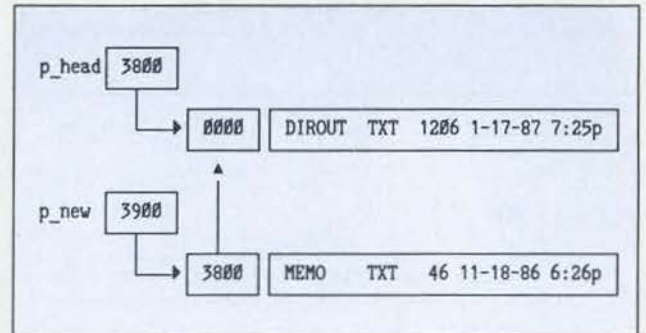 p_head 3800
0000 DIROUT TXT 1206 1-17-87 7:25p
p_new 3900
3800 MEMO TXT 46 11-18-86 6:26p